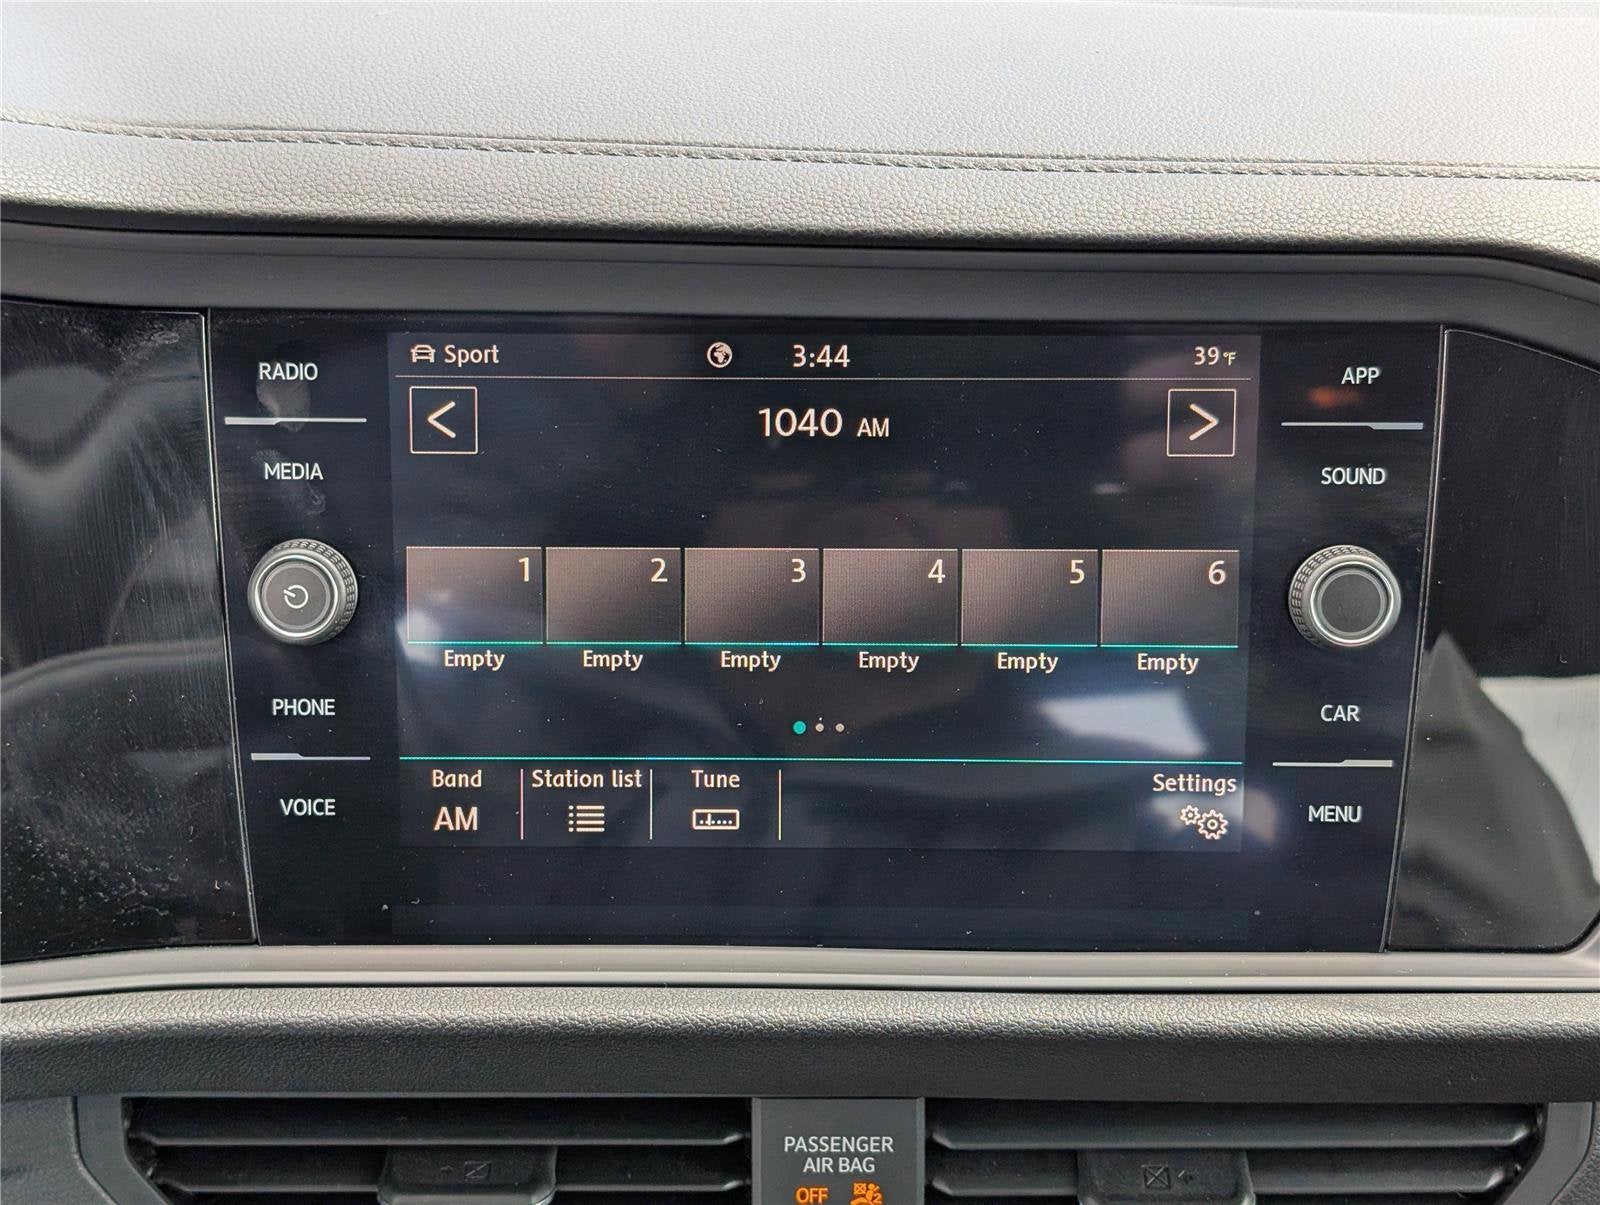 RADIO
MEDIA
PHONE
VOICE
Sport
3:44
39°F
<
1040 AM
>
1 2 3 4 5 6
Empty Empty Empty Empty Empty Empty
Band Station list Tune Settings
AM
APP
SOUND
CAR
MENU
PASSENGER
AIR BAG
OFF